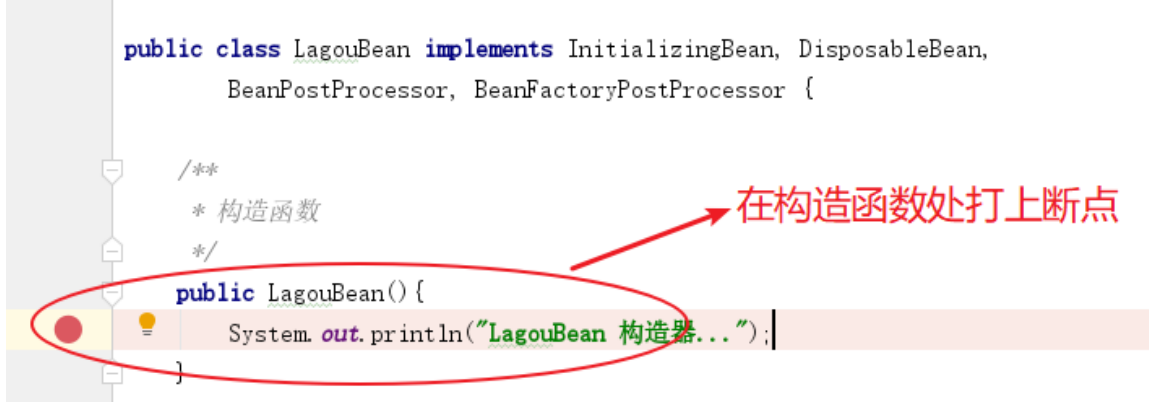 public class LagouBean implements InitializingBean, DisposableBean,
BeanPostProcessor, BeanFactoryPostProcessor {
/**
* 构造函数
*/
在构造函数处打上断点
public LagouBean(){
System.out.println("LagouBean 构造器...");
}